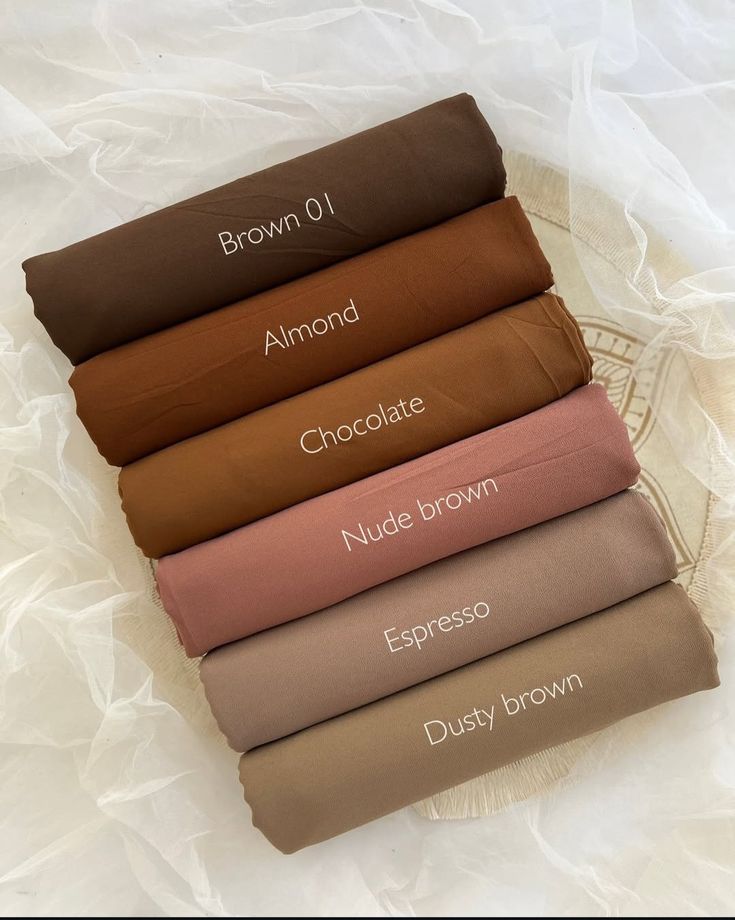 Brown 01
Almond
Chocolate
Nude brown
Espresso
Dusty brown